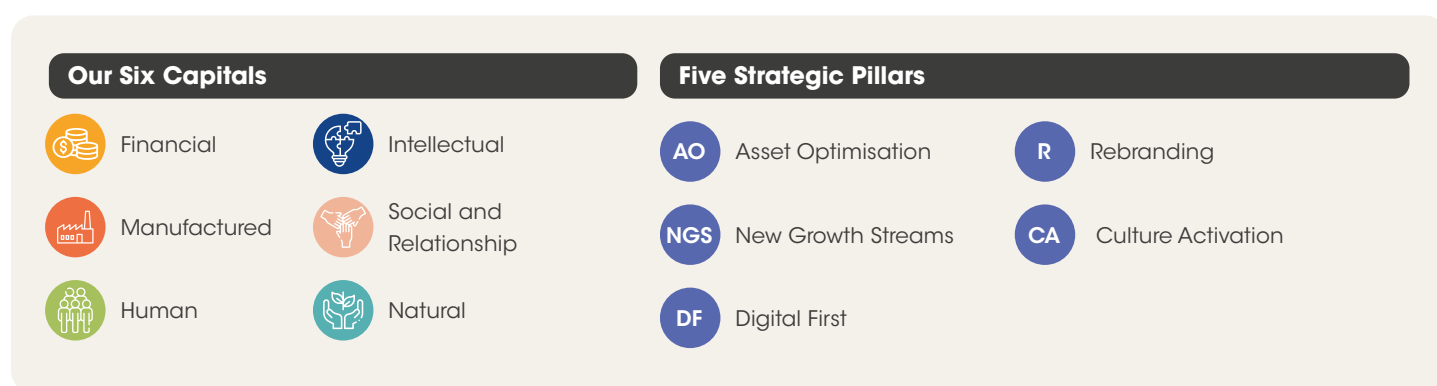 Our Six Capitals
Financial
Intellectual
Manufactured
Social and
Relationship
Human
Natural
Five Strategic Pillars
AO Asset Optimisation
R Rebranding
NGS New Growth Streams
CA Culture Activation
DF Digital First